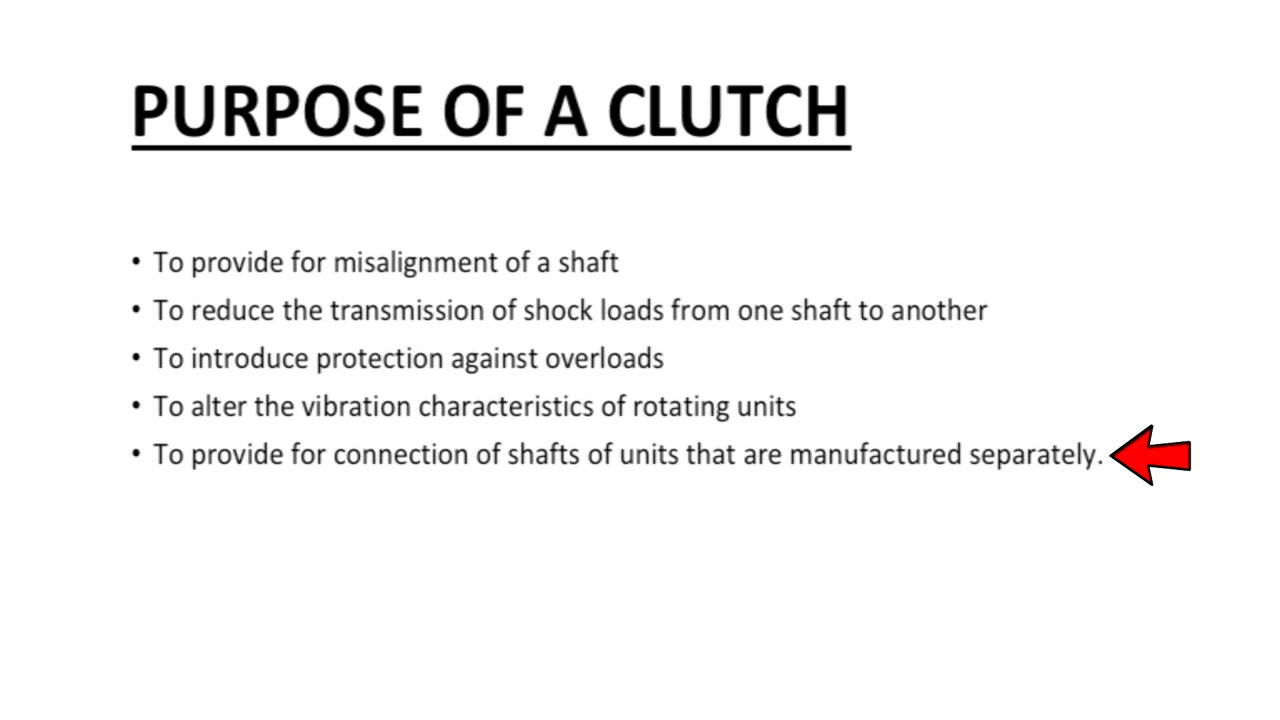 PURPOSE OF A CLUTCH
• To provide for misalignment of a shaft
• To reduce the transmission of shock loads from one shaft to another
• To introduce protection against overloads
• To alter the vibration characteristics of rotating units
• To provide for connection of shafts of units that are manufactured separately.